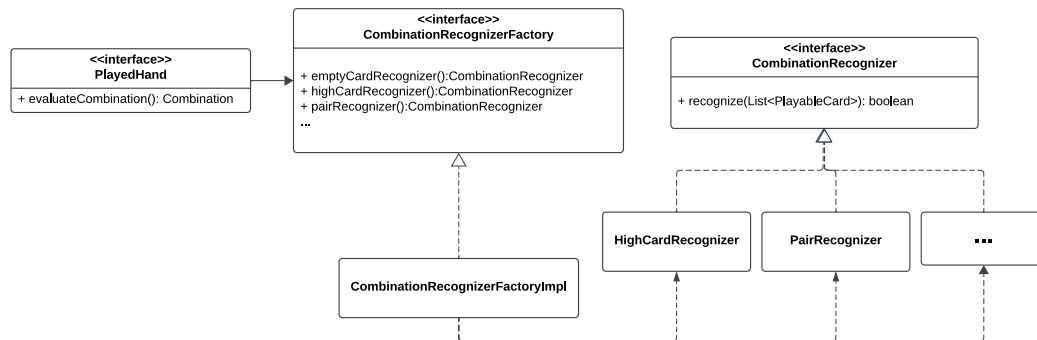 <<interface>>
PlayedHand
+ evaluateCombination(): Combination
<<interface>>
CombinationRecognizerFactory
+ emptyCardRecognizer():CombinationRecognizer
+ highCardRecognizer():CombinationRecognizer
+ pairRecognizer():CombinationRecognizer
...
<<interface>>
CombinationRecognizer
+ recognize(List<PlayableCard>): boolean
HighCardRecognizer
PairRecognizer
...
CombinationRecognizerFactoryImpl